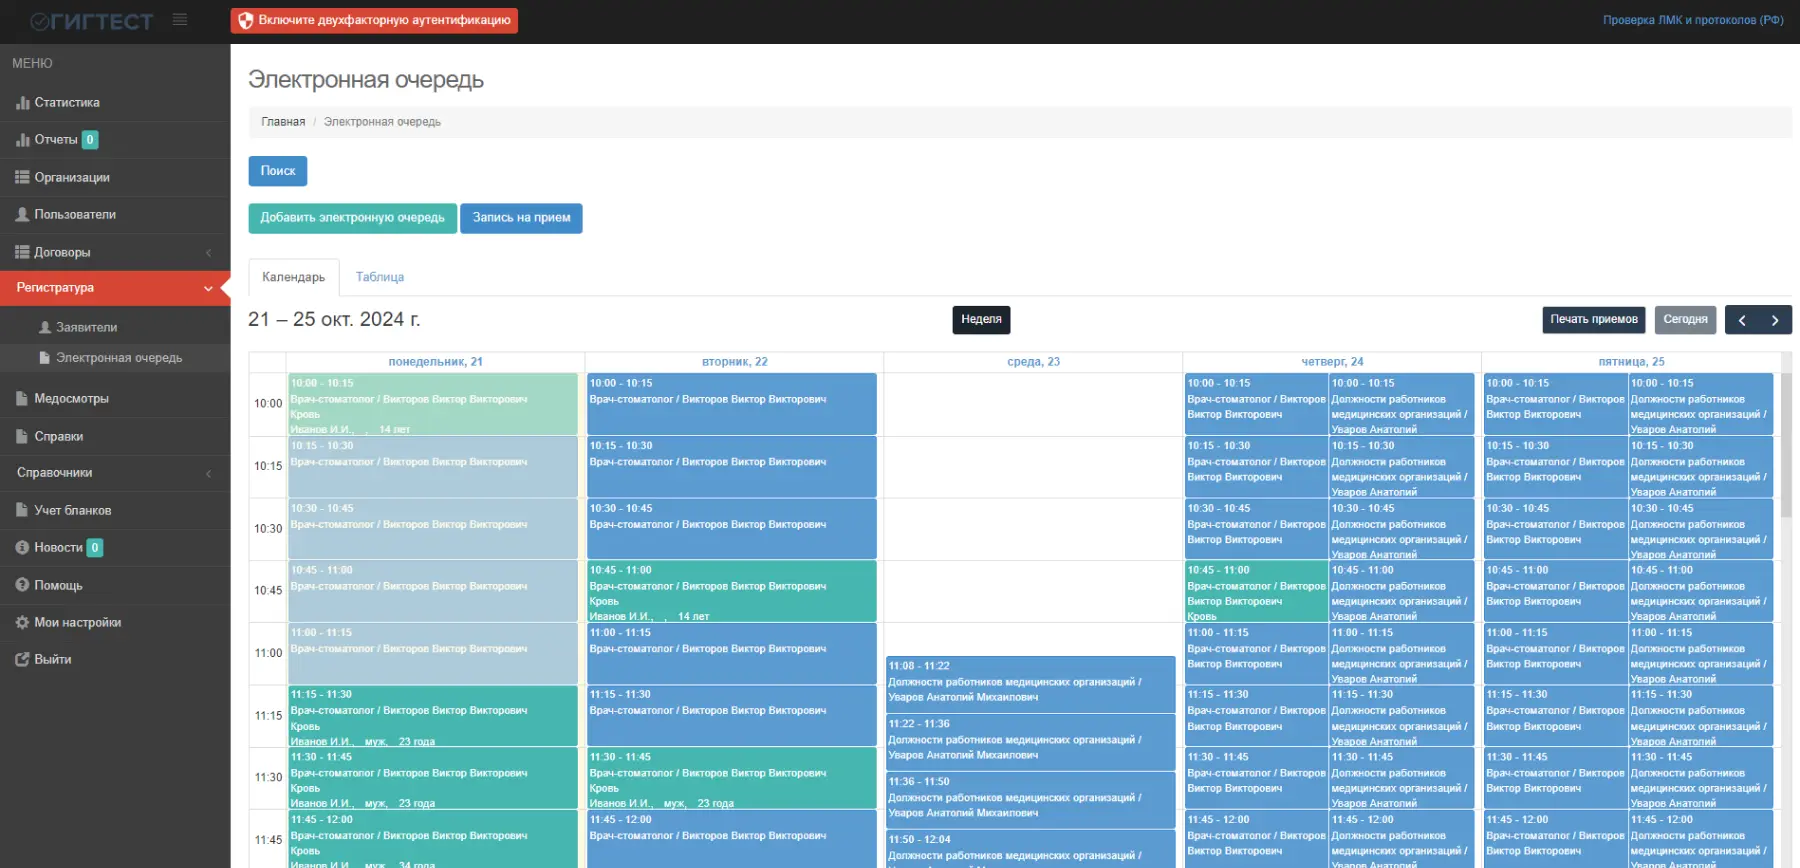 ГИГТЕСТ
Включите двухфакторную аутентификацию
Проверка ЛМК и протоколов (РФ)
МЕНЮ
Статистика
Отчеты 0
Организации
Пользователи
Договоры
Регистратура
Заявители
Электронная очередь
Медосмотры
Справки
Справочники
Учет бланков
Новости 0
Помощь
Мои настройки
Выйти
Электронная очередь
Главная / Электронная очередь
Поиск
Добавить электронную очередь
Запись на прием
Календарь
Таблица
21 – 25 окт. 2024 г.
Неделя
Печать приемов
Сегодня
понедельник, 21
вторник, 22
среда, 23
четверг, 24
пятница, 25
10:00
10:15
10:30
10:45
11:00
11:15
11:30
11:45
10:00 - 10:15
Врач-стоматолог / Викторов Виктор Викторович
Кровь
Иванов И.И., , 14 лет
10:15 - 10:30
Врач-стоматолог / Викторов Виктор Викторович
10:30 - 10:45
Врач-стоматолог / Викторов Виктор Викторович
10:45 - 11:00
Врач-стоматолог / Викторов Виктор Викторович
11:00 - 11:15
Врач-стоматолог / Викторов Виктор Викторович
11:15 - 11:30
Врач-стоматолог / Викторов Виктор Викторович
Кровь
Иванов И.И., муж, 23 года
11:30 - 11:45
Врач-стоматолог / Викторов Виктор Викторович
Кровь
Иванов И.И., муж, 23 года
11:45 - 12:00
Врач-стоматолог / Викторов Виктор Викторович
Кровь
Иванов И.И., муж, 34 года
10:00 - 10:15
Врач-стоматолог / Викторов Виктор Викторович
10:15 - 10:30
Врач-стоматолог / Викторов Виктор Викторович
10:30 - 10:45
Врач-стоматолог / Викторов Виктор Викторович
10:45 - 11:00
Врач-стоматолог / Викторов Виктор Викторович
Кровь
Иванов И.И., , 14 лет
11:00 - 11:15
Врач-стоматолог / Викторов Виктор Викторович
11:15 - 11:30
Врач-стоматолог / Викторов Виктор Викторович
11:30 - 11:45
Врач-стоматолог / Викторов Виктор Викторович
Кровь
Иванов И.И., муж, 23 года
11:45 - 12:00
Врач-стоматолог / Викторов Виктор Викторович
11:08 - 11:22
Должности работников медицинских организаций /
Уваров Анатолий Михаилович
11:22 - 11:36
Должности работников медицинских организаций /
Уваров Анатолий Михаилович
11:36 - 11:50
Должности работников медицинских организаций /
Уваров Анатолий Михаилович
11:50 - 12:04
Должности работников медицинских организаций /
10:00 - 10:15
Врач-стоматолог / Викторов
Виктор Викторович
10:15 - 10:30
Врач-стоматолог / Викторов
Виктор Викторович
10:30 - 10:45
Врач-стоматолог / Викторов
Виктор Викторович
10:45 - 11:00
Врач-стоматолог / Викторов
Виктор Викторович
Кровь
11:00 - 11:15
Врач-стоматолог / Викторов
Виктор Викторович
11:15 - 11:30
Врач-стоматолог / Викторов
Виктор Викторович
11:30 - 11:45
Врач-стоматолог / Викторов
Виктор Викторович
11:45 - 12:00
Врач-стоматолог / Викторов
Виктор Викторович
10:00 - 10:15
Должности работников
медицинских организаций /
Уваров Анатолий
10:15 - 10:30
Должности работников
медицинских организаций /
Уваров Анатолий
10:30 - 10:45
Должности работников
медицинских организаций /
Уваров Анатолий
10:45 - 11:00
Должности работников
медицинских организаций /
Уваров Анатолий
11:00 - 11:15
Должности работников
медицинских организаций /
Уваров Анатолий
11:15 - 11:30
Должности работников
медицинских организаций /
Уваров Анатолий
11:30 - 11:45
Должности работников
медицинских организаций /
Уваров Анатолий
11:45 - 12:00
Должности работников
медицинских организаций /
10:00 - 10:15
Врач-стоматолог / Викторов
Виктор Викторович
10:15 - 10:30
Врач-стоматолог / Викторов
Виктор Викторович
10:30 - 10:45
Врач-стоматолог / Викторов
Виктор Викторович
10:45 - 11:00
Врач-стоматолог / Викторов
Виктор Викторович
11:00 - 11:15
Врач-стоматолог / Викторов
Виктор Викторович
11:15 - 11:30
Врач-стоматолог / Викторов
Виктор Викторович
11:30 - 11:45
Врач-стоматолог / Викторов
Виктор Викторович
11:45 - 12:00
Врач-стоматолог / Викторов
Виктор Викторович
10:00 - 10:15
Должности работников
медицинских организаций /
Уваров Анатолий
10:15 - 10:30
Должности работников
медицинских организаций /
Уваров Анатолий
10:30 - 10:45
Должности работников
медицинских организаций /
Уваров Анатолий
10:45 - 11:00
Должности работников
медицинских организаций /
Уваров Анатолий
11:00 - 11:15
Должности работников
медицинских организаций /
Уваров Анатолий
11:15 - 11:30
Должности работников
медицинских организаций /
Уваров Анатолий
11:30 - 11:45
Должности работников
медицинских организаций /
Уваров Анатолий
11:45 - 12:00
Должности работников
медицинских организаций /